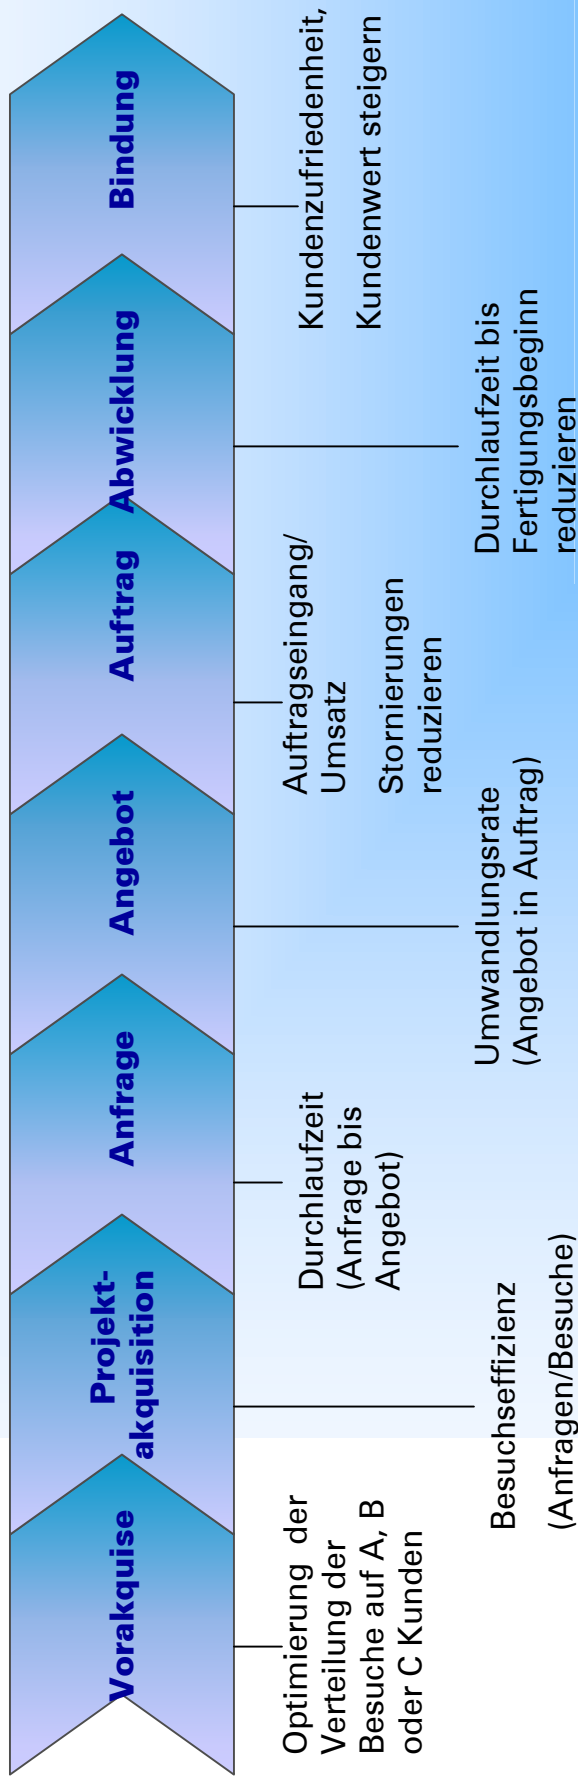 Vorakquise
Projekt-
akquisition
Anfrage
Angebot
Auftrag
Abwicklung
Bindung
Optimierung der
Verteilung der
Besuche auf A, B
oder C Kunden
Besuchseffizienz
(Anfragen/Besuche)
Durchlaufzeit
(Anfrage bis
Angebot)
Umwandlungsrate
(Angebot in Auftrag)
Auftragseingang/
Umsatz
Stornierungen
reduzieren
Durchlaufzeit bis
Fertigungsbeginn
reduzieren
Kundenzufriedenheit,
Kundenwert steigern